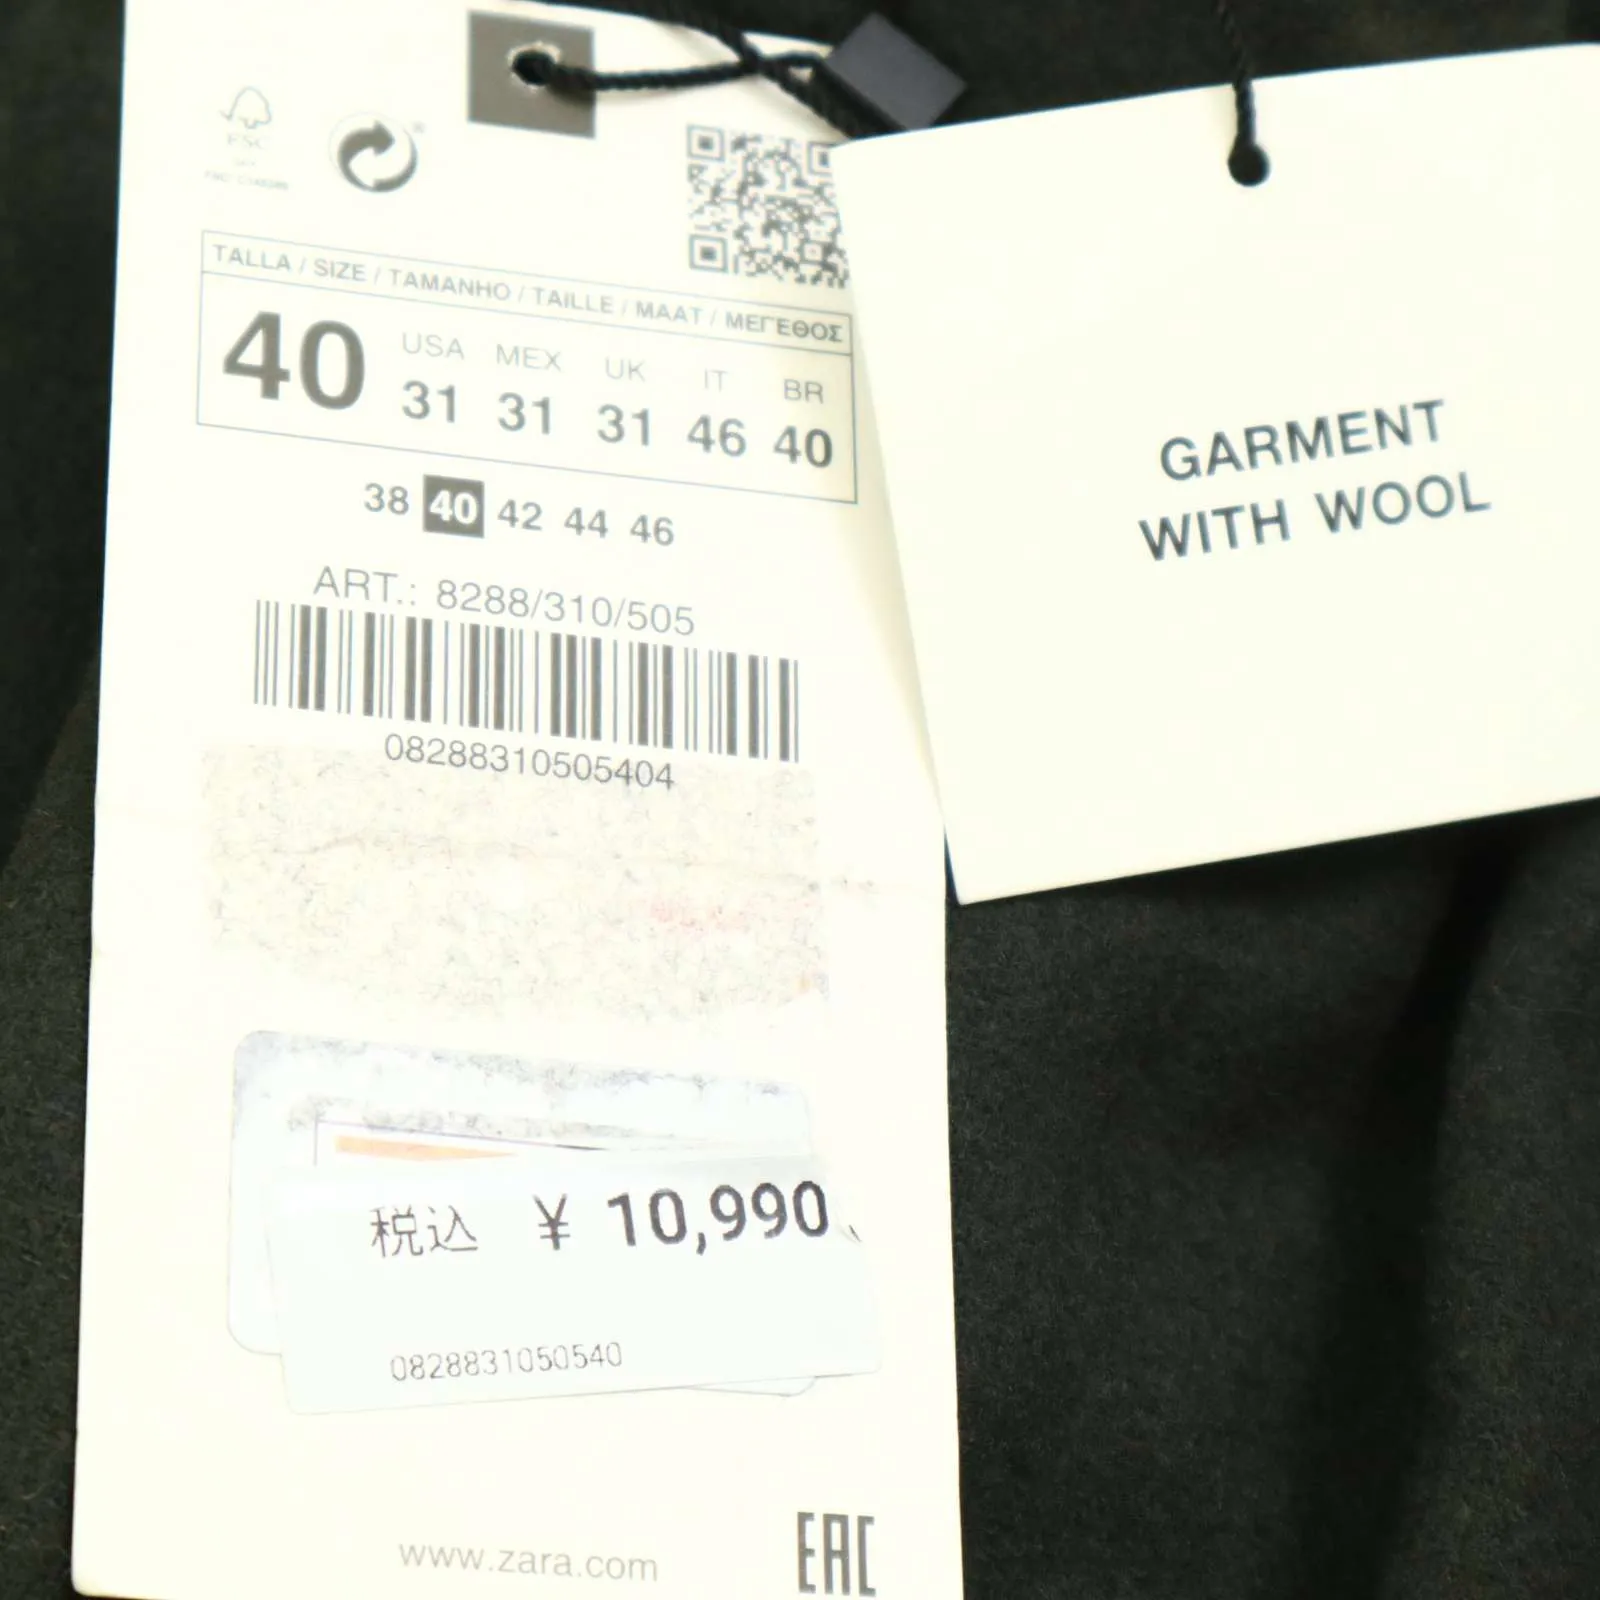 FSC
TALLA / SIZE / TAMANHO / TAILLE / MAAT / ΜΕΓΕΘΟΣ
40
USA MEX UK IT BR
31 31 31 46 40
38 40 42 44 46
ART.: 8288/310/505
08288310505404
税込 ¥ 10,990
0828831050540
www.zara.com
EAC
GARMENT
WITH WOOL